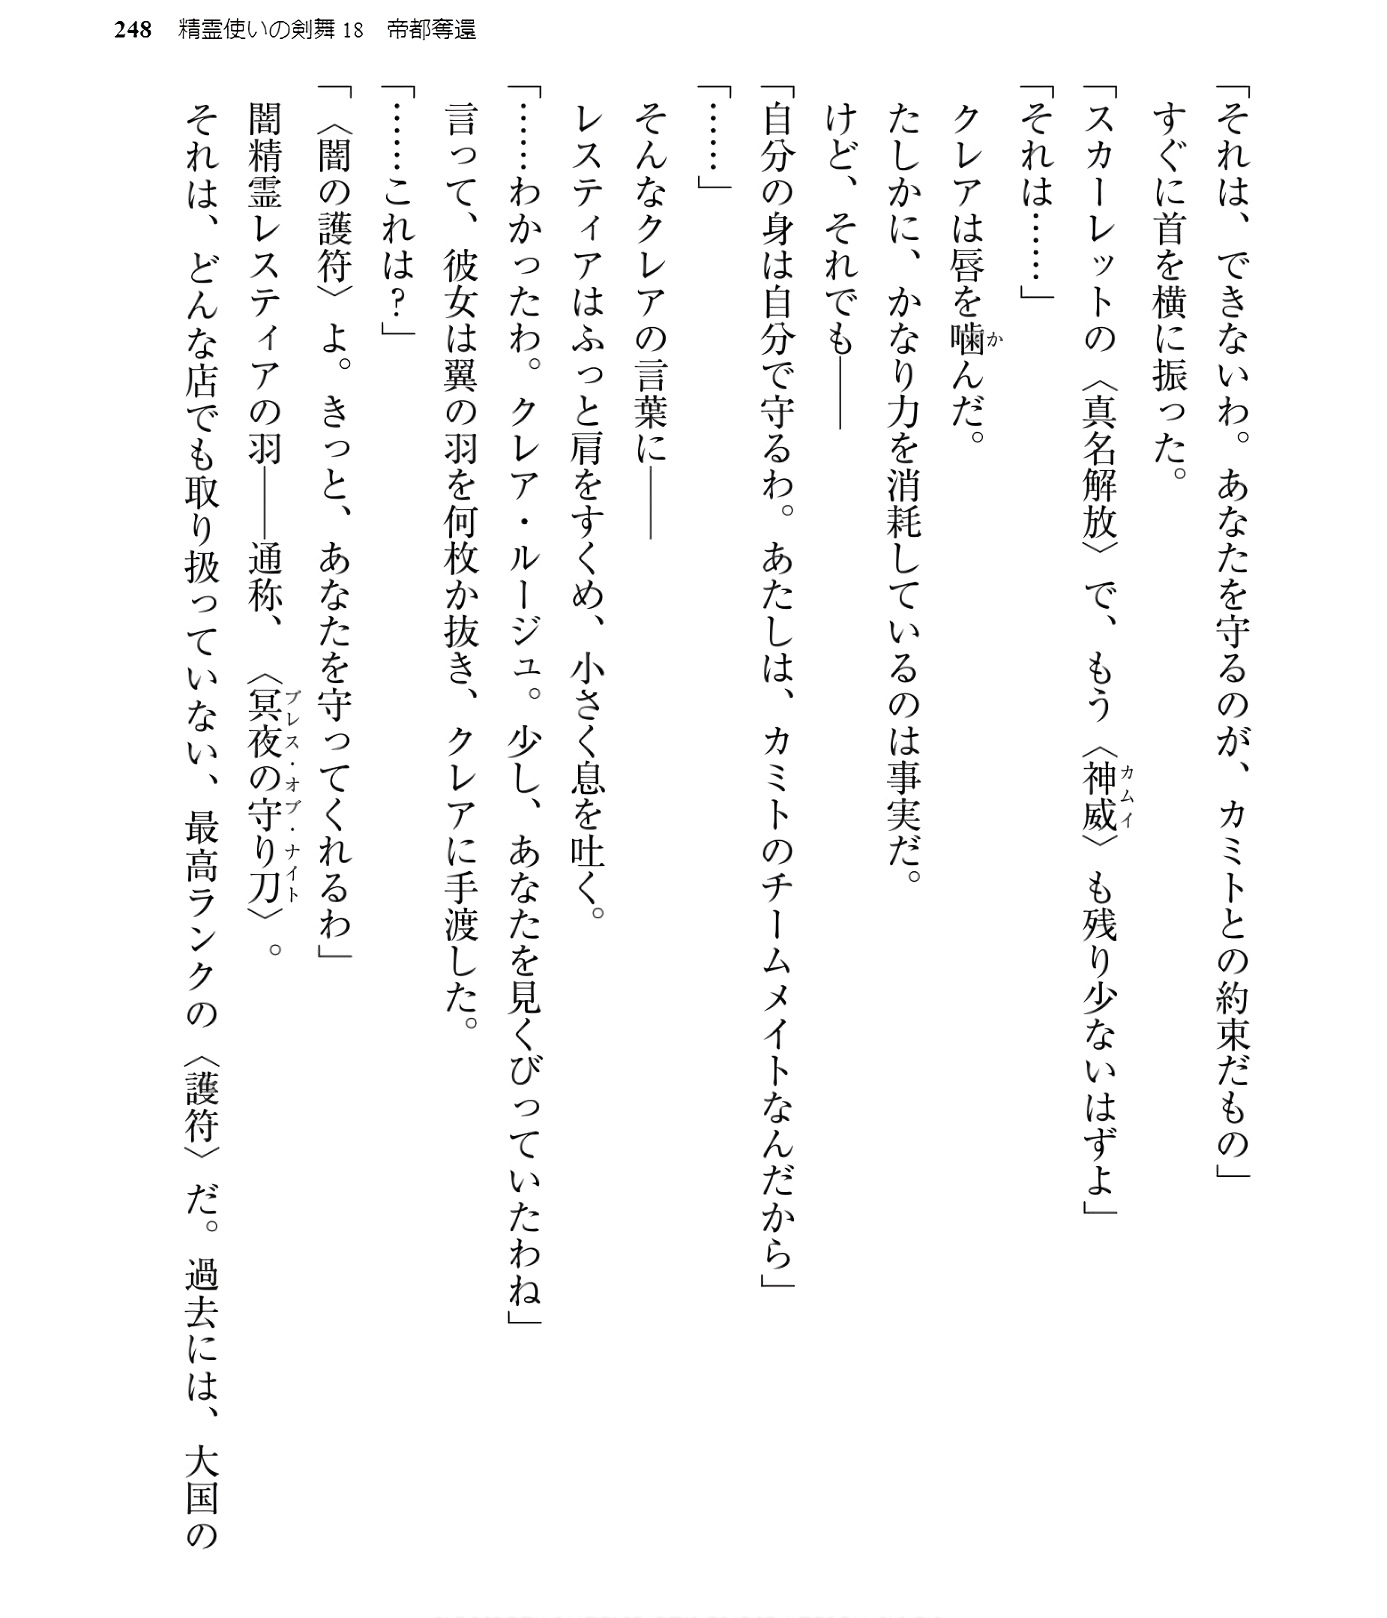 248 精霊使いの剣舞18 帝都奪還
「それは、できないわ。あなたを守るのが、カミトとの約束だもの」
すぐに首を横に振った。
「スカーレットの〈真名解放〉で、もう〈神威〉も残り少ないはずよ」
カムイ
「それは……」
クレアは唇を噛んだ。
か
たしかに、かなり力を消耗しているのは事実だ。
けど、それでも――
「自分の身は自分で守るわ。あたしは、カミトのチームメイトなんだから」
「……」
そんなクレアの言葉に――
レスティアはふっと肩をすくめ、小さく息を吐く。
「……わかったわ。クレア・ルージュ。少し、あなたを見くびっていたわね」
言って、彼女は翼の羽を何枚か抜き、クレアに手渡した。
「……これは?」
「〈闇の護符〉よ。きっと、あなたを守ってくれるわ」
闇精霊レスティアの羽――通称、〈冥夜の守り刀〉。
ブレス・オブ・ナイト
それは、どんな店でも取り扱っていない、最高ランクの〈護符〉だ。過去には、大国の